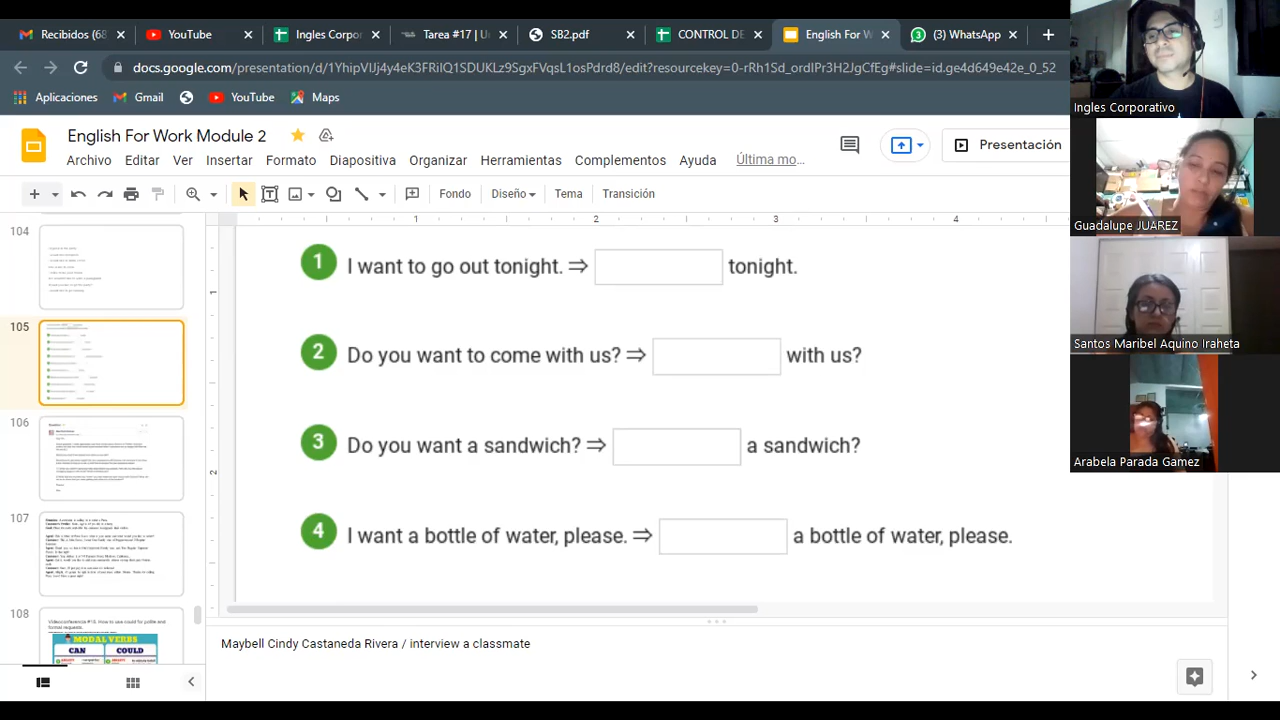 Recibidos (68
YouTube
Ingles Corpor
Tarea #17 |
SB2.pdf
CONTROL DE
English For W
(3) WhatsApp
docs.google.com/presentation/d/1YhipVlUjAyBeK3FRiIQ1SIuasuSpgxFVqsL1osPdrd8/edit?resourcekey=0-rRh1Sd_ordIPr3H2JgCfEg#slide=id.ge4d649e42e_0_52
Aplicaciones
Gmail
YouTube
Maps
English For Work Module 2
Archivo Editar Ver Insertar Formato Diapositiva Organizar Herramientas Complementos Ayuda Última mo...
Presentación
Fondo Diseño Tema Transición
1 2 3 4
104
105
106
107
108
MODAL VERBS
CAN COULD
1 I want to go out tonight. ⇒ tonight.
2 Do you want to come with us? ⇒ with us?
3 Do you want a sandwich? ⇒ a sandwich?
4 I want a bottle of water, please. ⇒ a bottle of water, please.
Maybell Cindy Castaneda Rivera / interview a classmate
Ingles Corporativo
Guadalupe JUAREZ
Santos Maribel Aquino Iraheta
Arabela Parada Gamez